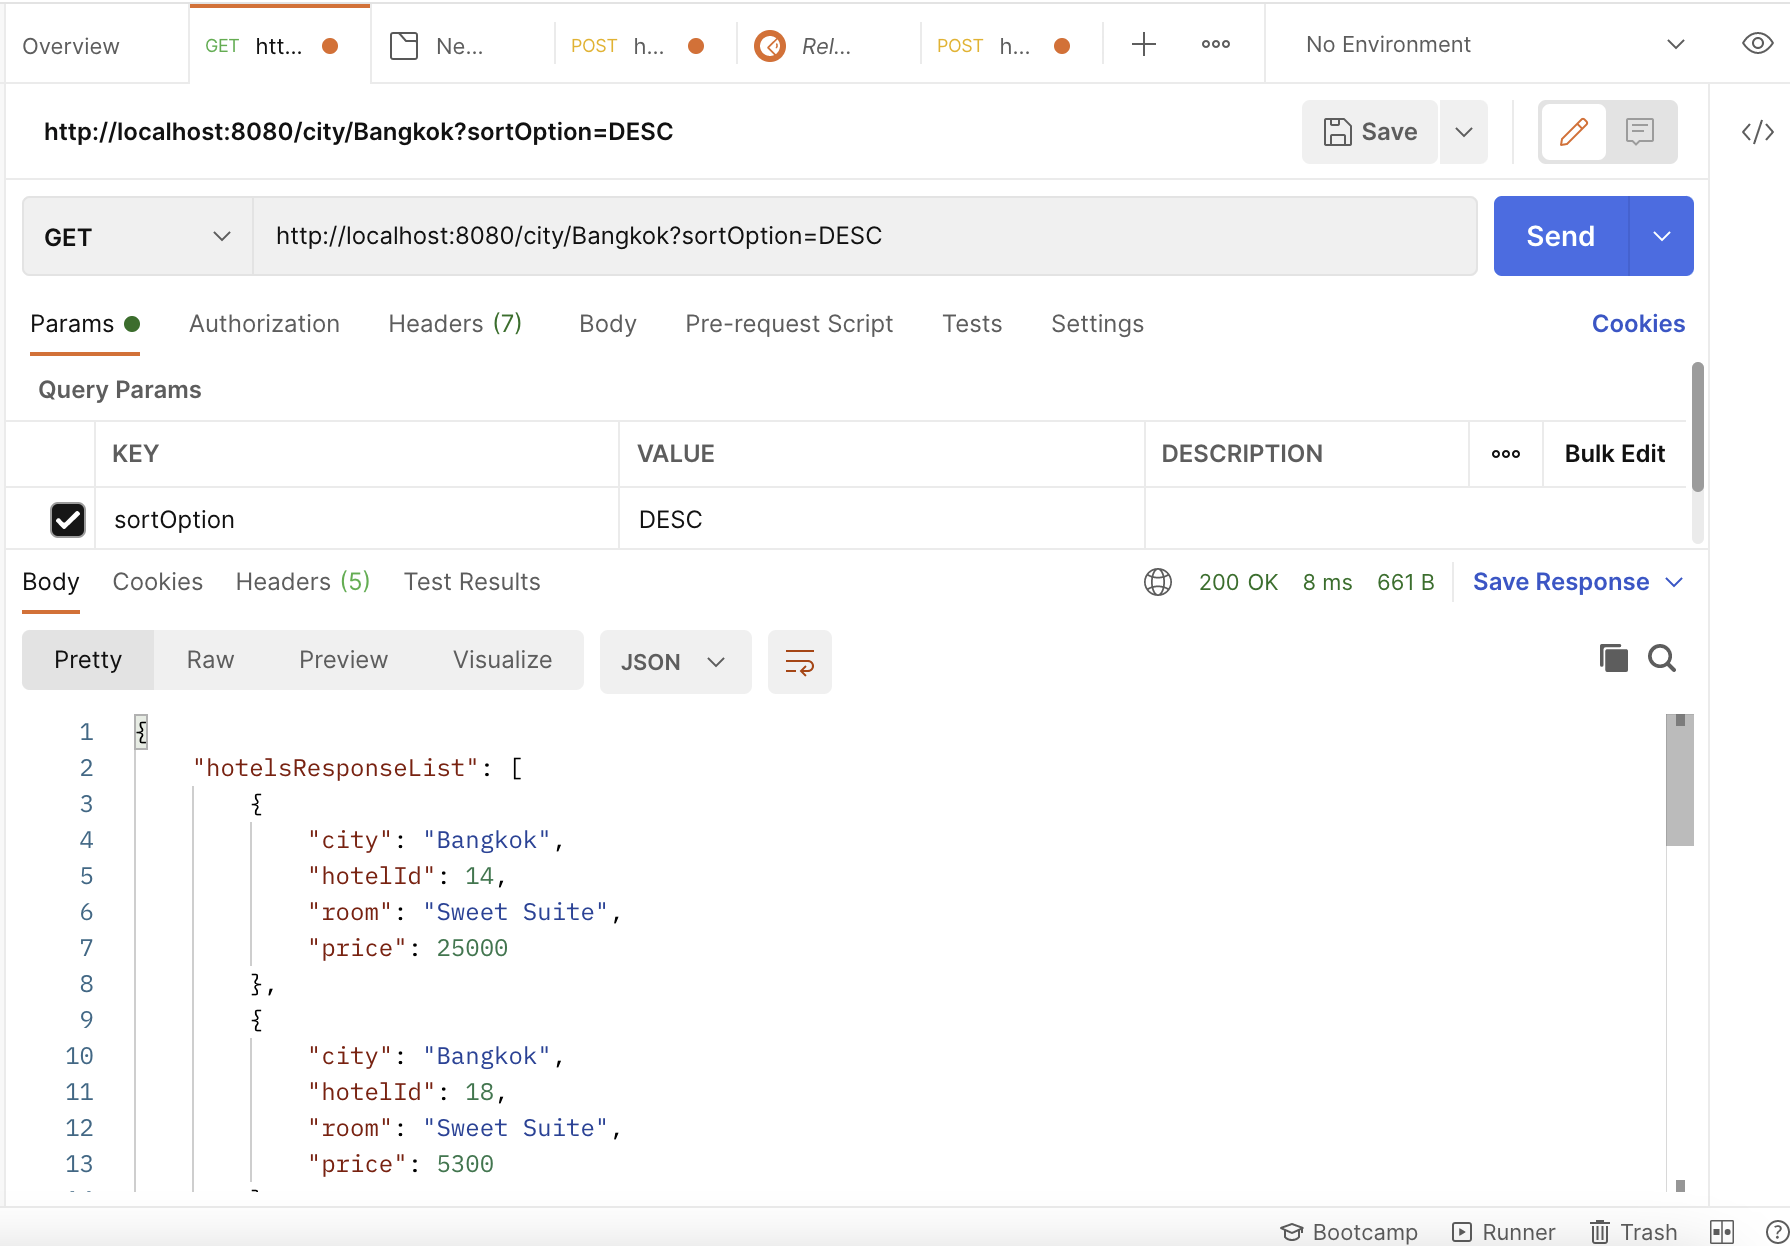 Overview GET htt... Ne... POST h... Rel... POST h... No Environment
http://localhost:8080/city/Bangkok?sortOption=DESC Save
GET http://localhost:8080/city/Bangkok?sortOption=DESC Send
Params Authorization Headers (7) Body Pre-request Script Tests Settings Cookies
Query Params
KEY VALUE DESCRIPTION Bulk Edit
sortOption DESC
Body Cookies Headers (5) Test Results 200 OK 8 ms 661 B Save Response
Pretty Raw Preview Visualize JSON
1 {
2 "hotelsResponseList": [
3 {
4 "city": "Bangkok",
5 "hotelId": 14,
6 "room": "Sweet Suite",
7 "price": 25000
8 },
9 {
10 "city": "Bangkok",
11 "hotelId": 18,
12 "room": "Sweet Suite",
13 "price": 5300
Bootcamp Runner Trash